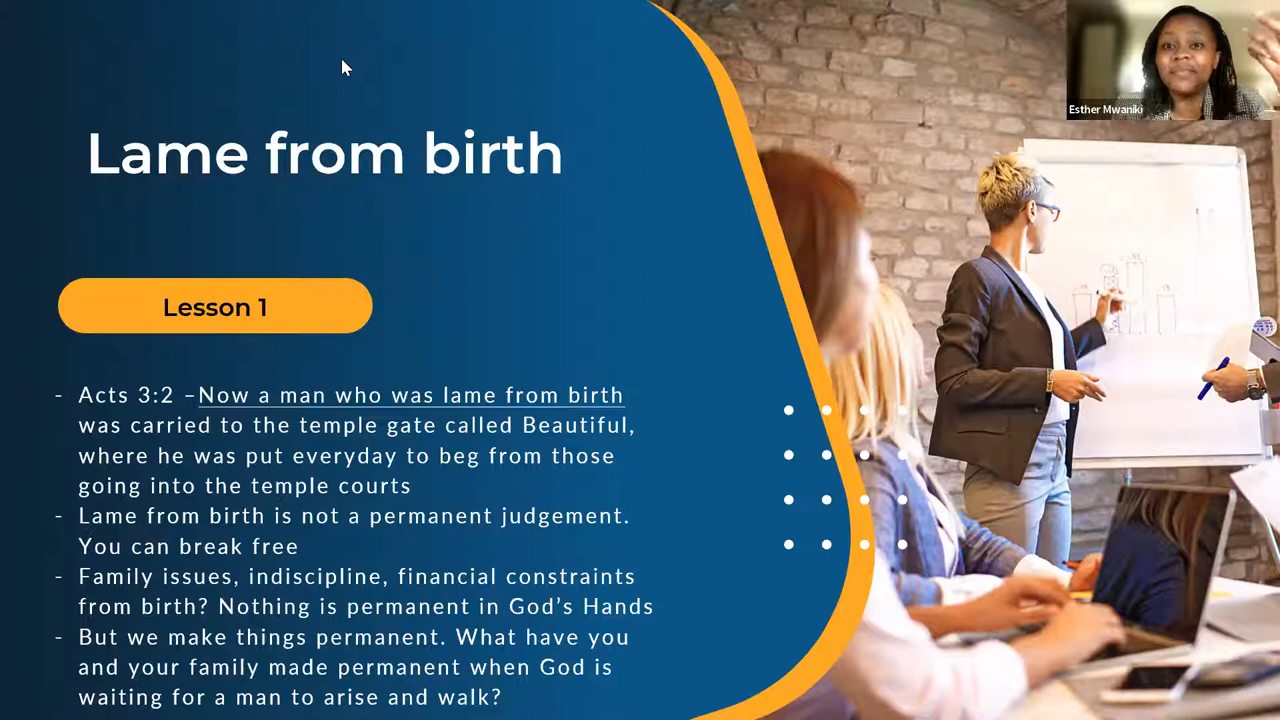 Esther Mwaniki
Lame from birth
Lesson 1
- Acts 3:2 –Now a man who was lame from birth
was carried to the temple gate called Beautiful,
where he was put everyday to beg from those
going into the temple courts
- Lame from birth is not a permanent judgement.
You can break free
- Family issues, indiscipline, financial constraints
from birth? Nothing is permanent in God’s Hands
- But we make things permanent. What have you
and your family made permanent when God is
waiting for a man to arise and walk?